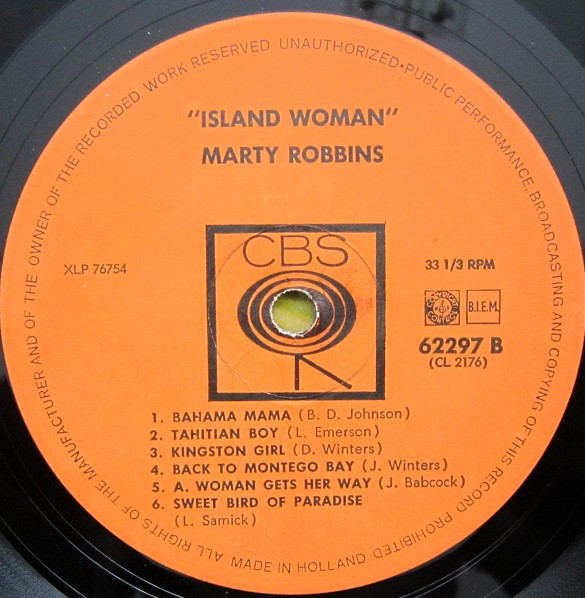 ALL RIGHTS OF THE MANUFACTURER AND OF THE OWNER OF THE RECORDED WORK RESERVED UNAUTHORIZED·PUBLIC PERFORMANCE, BROADCASTING AND COPYING OF THIS RECORD PROHIBITED
"ISLAND WOMAN"
MARTY ROBBINS
CBS
XLP 76754
33 1/3 RPM
B.I.E.M.
62297 B
(CL 2176)
1. BAHAMA MAMA (B. D. Johnson)
2. TAHITIAN BOY (L. Emerson)
3. KINGSTON GIRL (D. Winters)
4. BACK TO MONTEGO BAY (J. Winters)
5. A. WOMAN GETS HER WAY (J. Babcock)
6. SWEET BIRD OF PARADISE
(L. Samick)
MADE IN HOLLAND